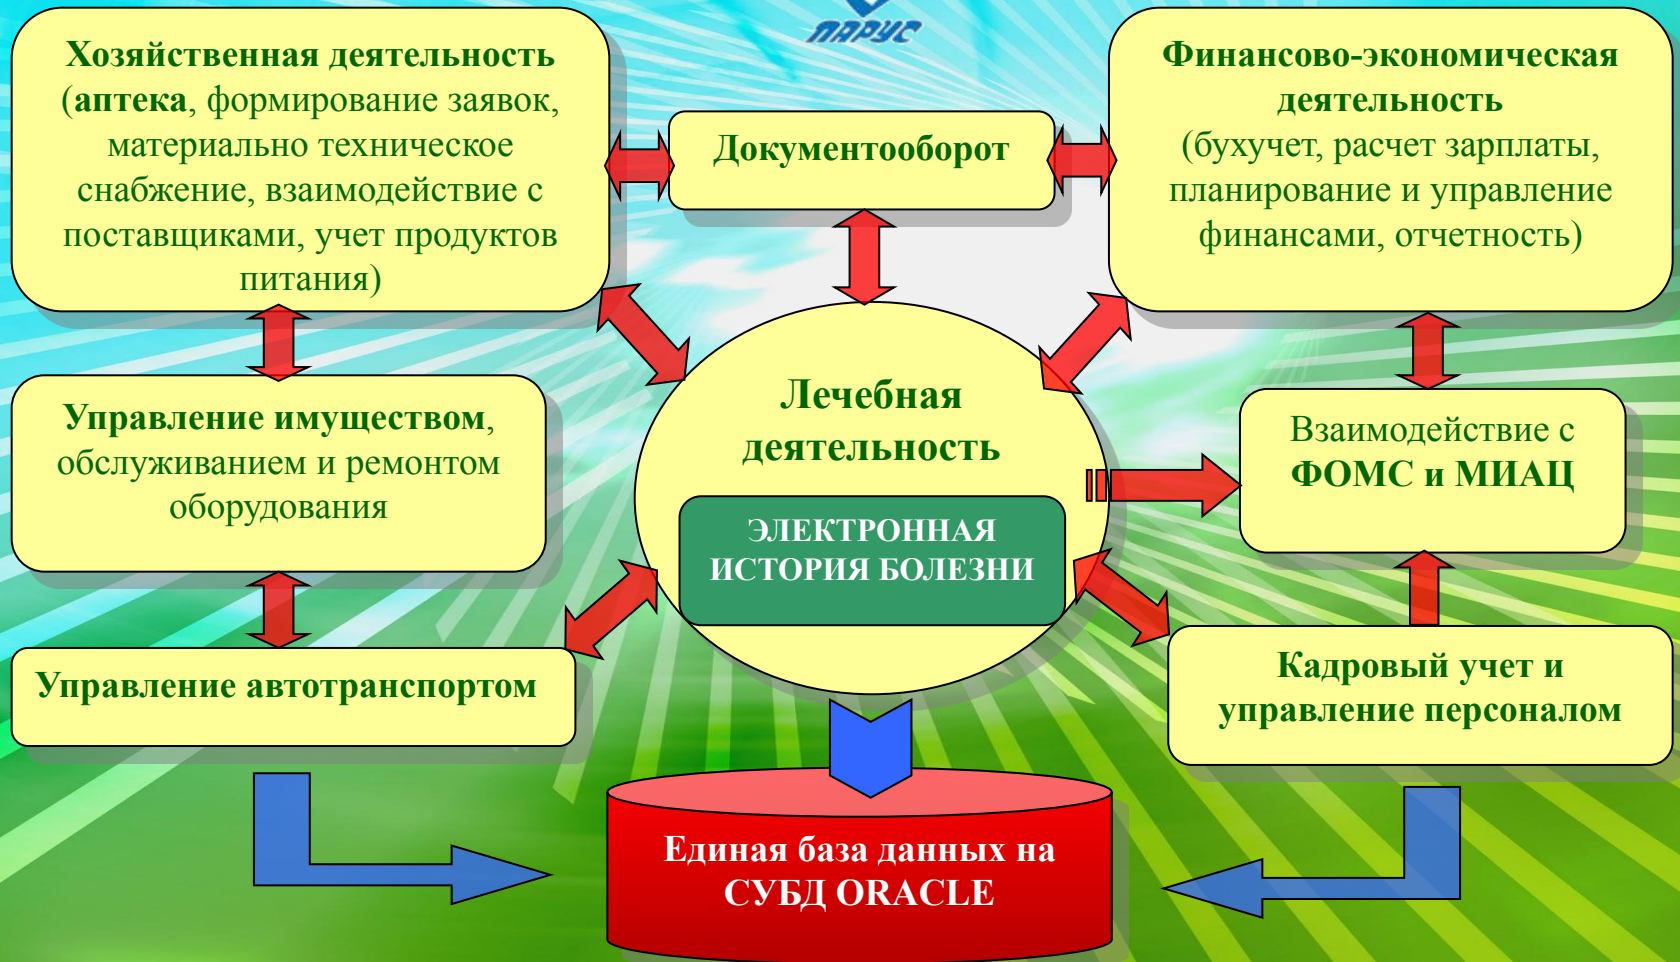 ПАРУС
Хозяйственная деятельность
(аптека, формирование заявок,
материально техническое
снабжение, взаимодействие с
поставщиками, учет продуктов
питания)
Документооборот
Финансово-экономическая
деятельность
(бухучет, расчет зарплаты,
планирование и управление
финансами, отчетность)
Управление имуществом,
обслуживанием и ремонтом
оборудования
Лечебная
деятельность
ЭЛЕКТРОННАЯ
ИСТОРИЯ БОЛЕЗНИ
Взаимодействие с
ФОМС и МИАЦ
Управление автотранспортом
Кадровый учет и
управление персоналом
Единая база данных на
СУБД ORACLE